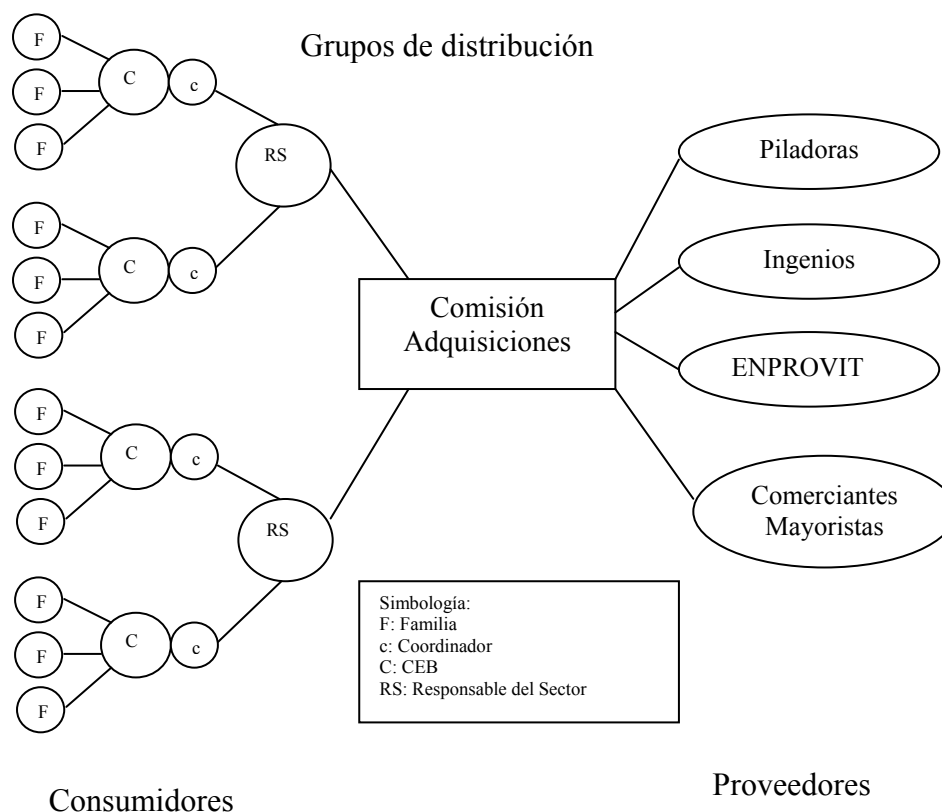 Grupos de distribución
F
F
F
C
c
RS
F
F
F
C
c
F
F
F
C
c
RS
F
F
F
C
c
Comisión
Adquisiciones
Piladoras
Ingenios
ENPROVIT
Comerciantes
Mayoristas
Simbología:
F: Familia
c: Coordinador
C: CEB
RS: Responsable del Sector
Consumidores
Proveedores